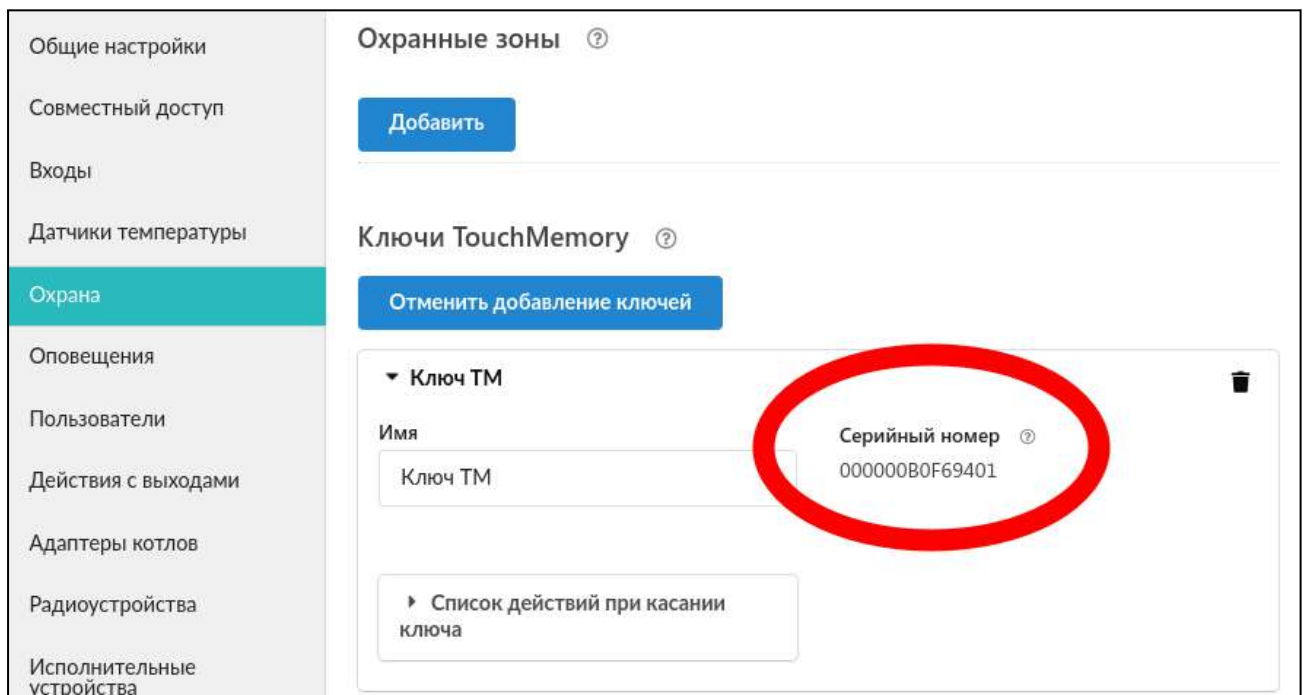 Общие настройки
Совместный доступ
Входы
Датчики температуры
Охрана
Оповещения
Пользователи
Действия с выходами
Адаптеры котлов
Радиоустройства
Исполнительные
устройства
Охранные зоны ?
Добавить
Ключи TouchMemory ?
Отменить добавление ключей
Ключ ТМ
Имя
Ключ ТМ
Серийный номер ?
000000B0F69401
Список действий при касании
ключа